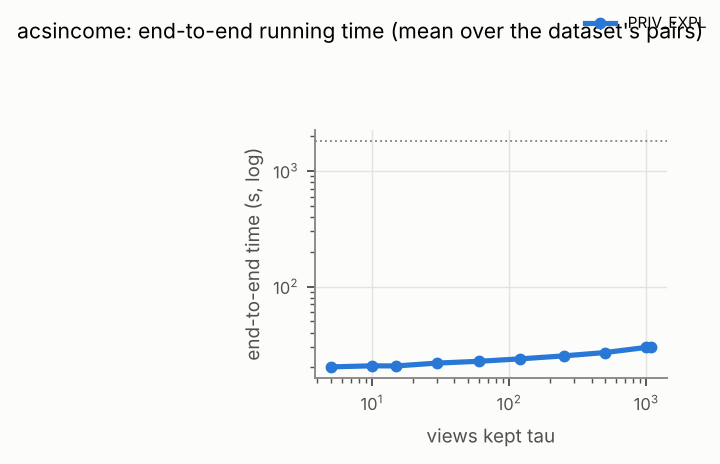 PRIV_EXPL
acsincome: end-to-end running time (mean over the dataset's pairs)
end-to-end time (s, log)
10³
10²
10¹
10²
10³
views kept tau